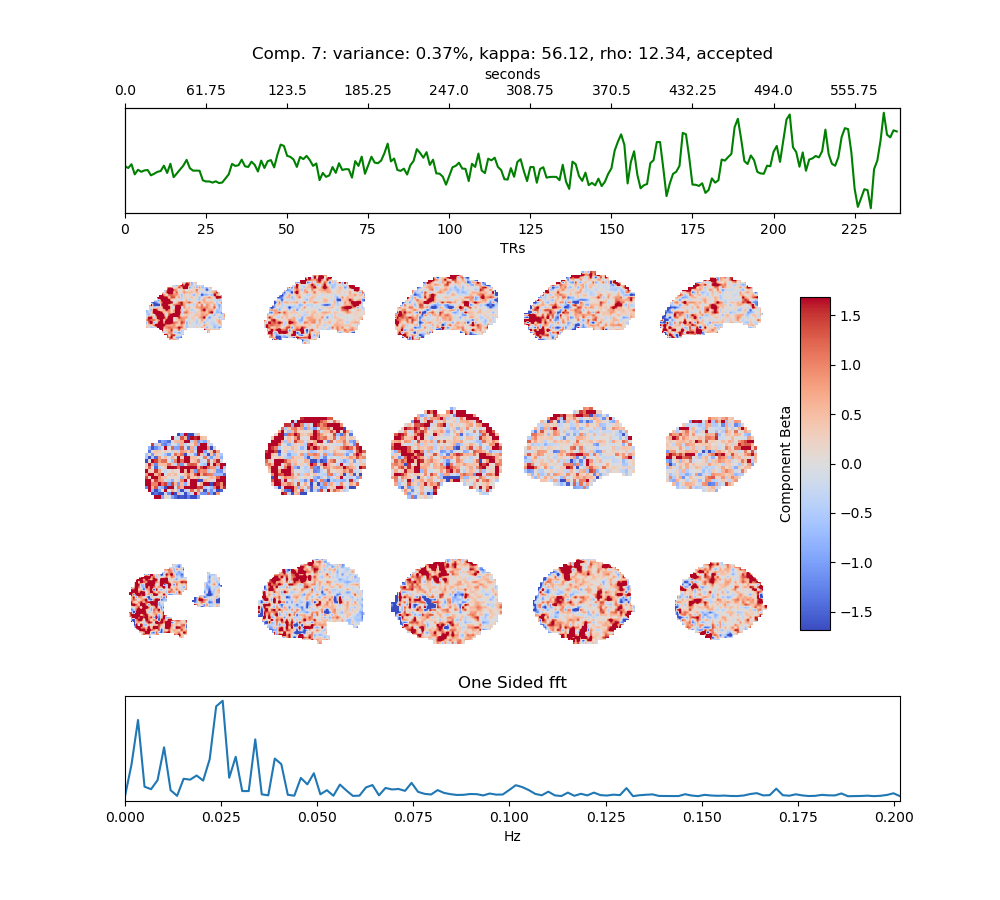 Comp. 7: variance: 0.37%, kappa: 56.12, rho: 12.34, accepted
seconds
0.0 61.75 123.5 185.25 247.0 308.75 370.5 432.25 494.0 555.75
0 25 50 75 100 125 150 175 200 225
TRs
1.5
1.0
0.5
0.0
−0.5
−1.0
−1.5
Component Beta
One Sided fft
0.000 0.025 0.050 0.075 0.100 0.125 0.150 0.175 0.200
Hz